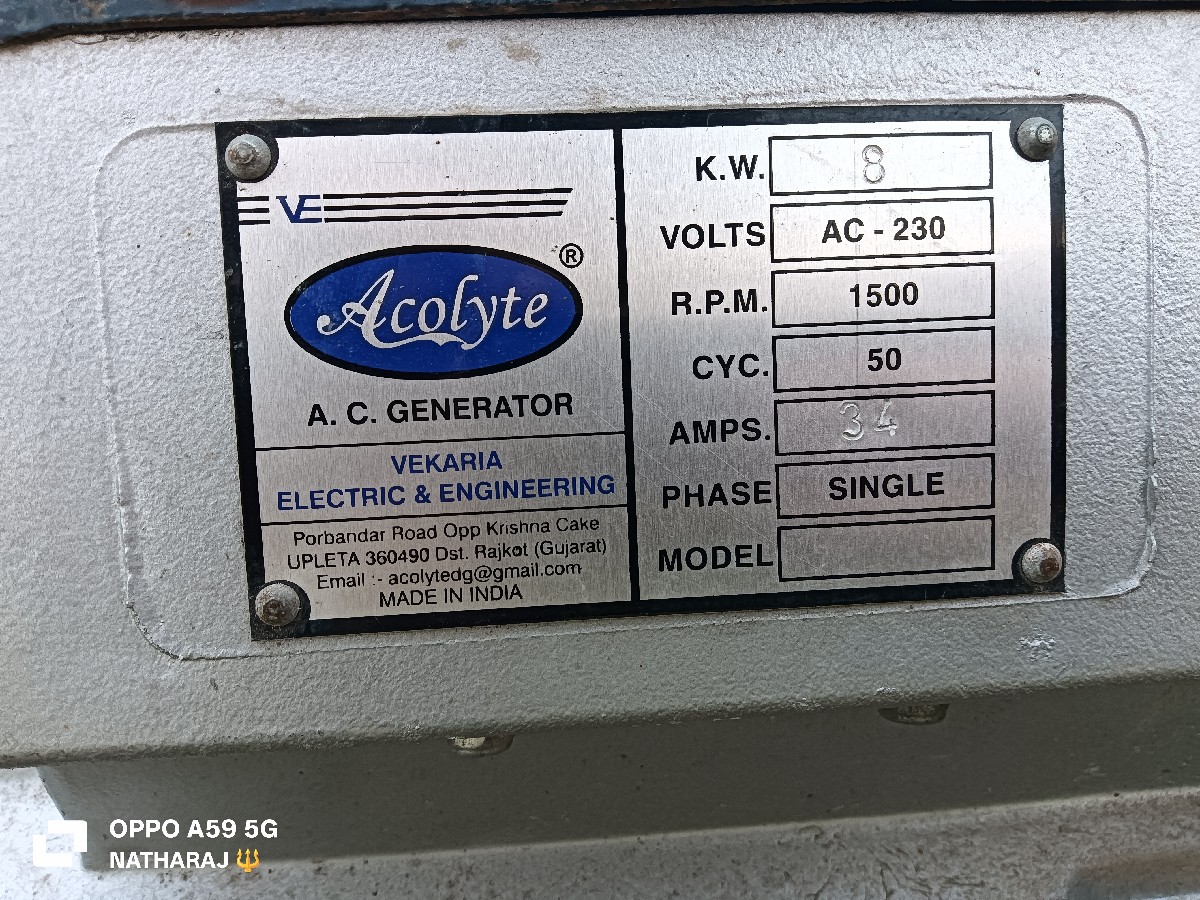 VE
Acolyte ®
A. C. GENERATOR
VEKARIA
ELECTRIC & ENGINEERING
Porbandar Road Opp Krishna Cake
UPLETA 360490 Dst. Rajkot (Gujarat)
Email :- acolytedg@gmail.com
MADE IN INDIA
K.W. 8
VOLTS AC - 230
R.P.M. 1500
CYC. 50
AMPS. 34
PHASE SINGLE
MODEL
OPPO A59 5G
NATHARAJ🔱